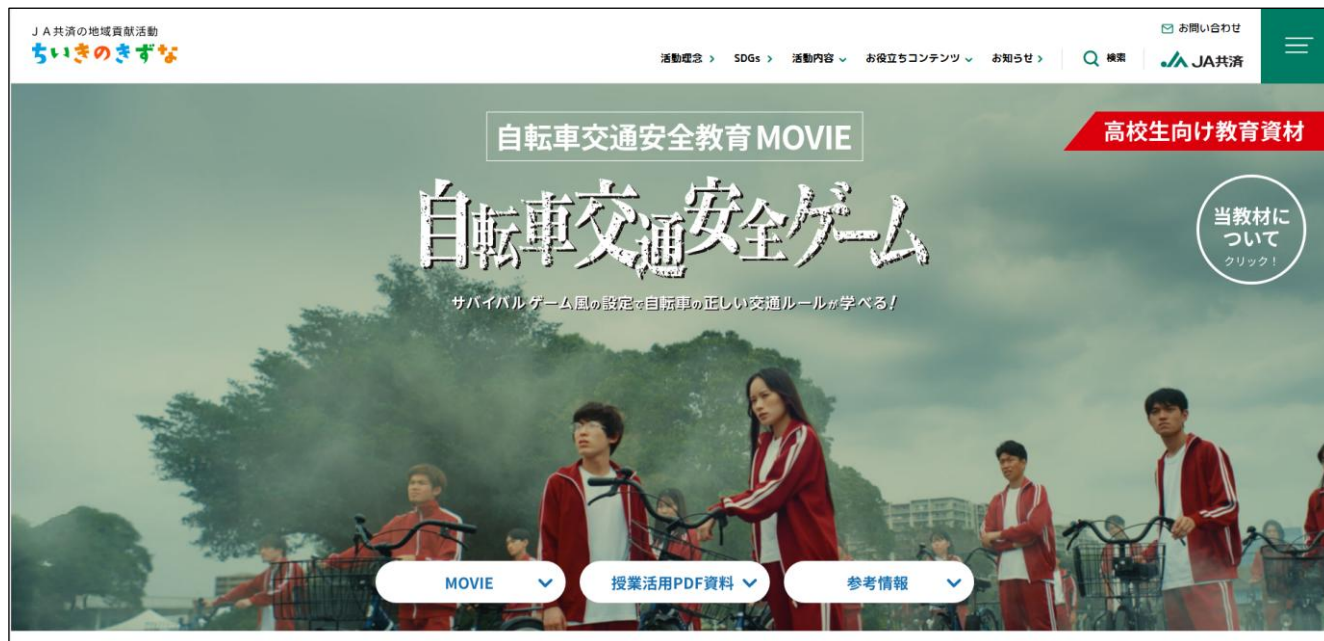 JA共済の地域貢献活動
ちいきのきずな
お問い合わせ
活動理念
SDGs
活動内容
お役立ちコンテンツ
お知らせ
検索
JA共済
自転車交通安全教育MOVIE
高校生向け教育資材
自転車交通安全ゲーム
当教材に
ついて
クリック!
サバイバルゲーム風の設定で自転車の正しい交通ルールが学べる!
MOVIE
授業活用PDF資料
参考情報